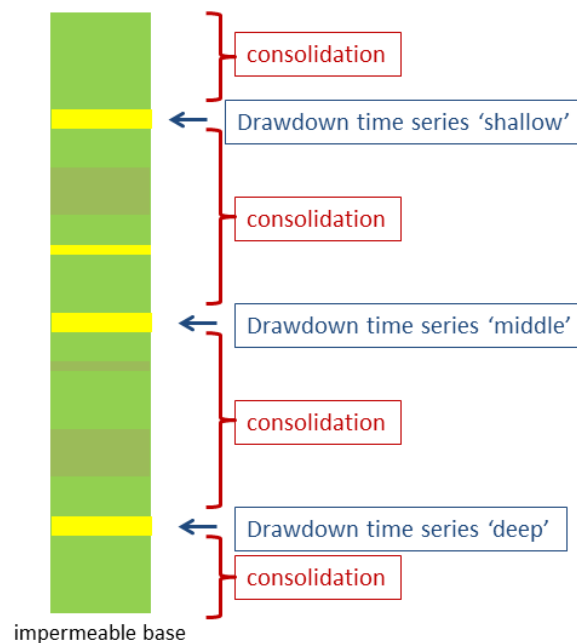 consolidation
Drawdown time series ‘shallow’
consolidation
Drawdown time series ‘middle’
consolidation
Drawdown time series ‘deep’
consolidation
impermeable base